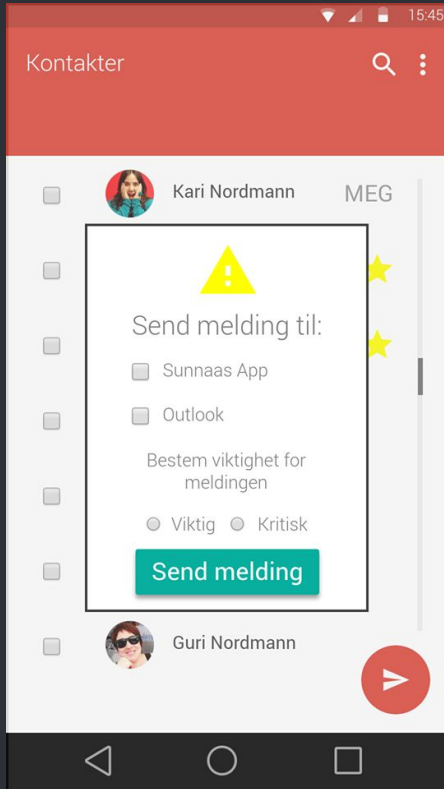 15:45
Kontakter
Kari Nordmann MEG
Send melding til:
Sunnaas App
Outlook
Bestem viktighet for
meldingen
Viktig Kritisk
Send melding
Guri Nordmann